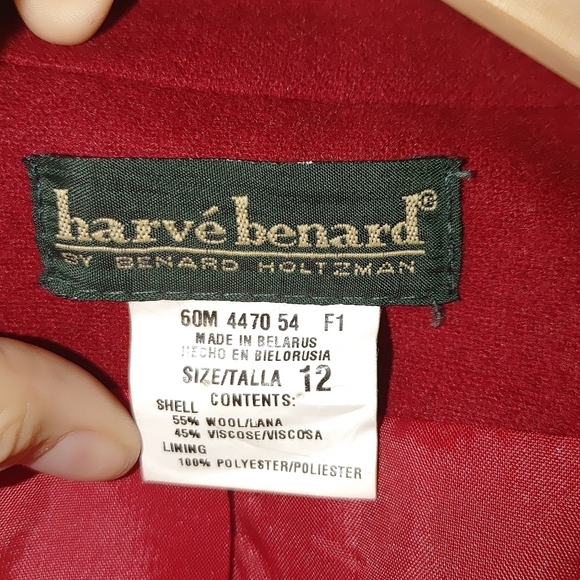 harvé benard®
BY BENARD HOLTZMAN
60M 4470 54 F1
MADE IN BELARUS
HECHO EN BIELORUSIA
SIZE/TALLA 12
CONTENTS:
SHELL
55% WOOL/LANA
45% VISCOSE/VISCOSA
LINING
100% POLYESTER/POLIESTER